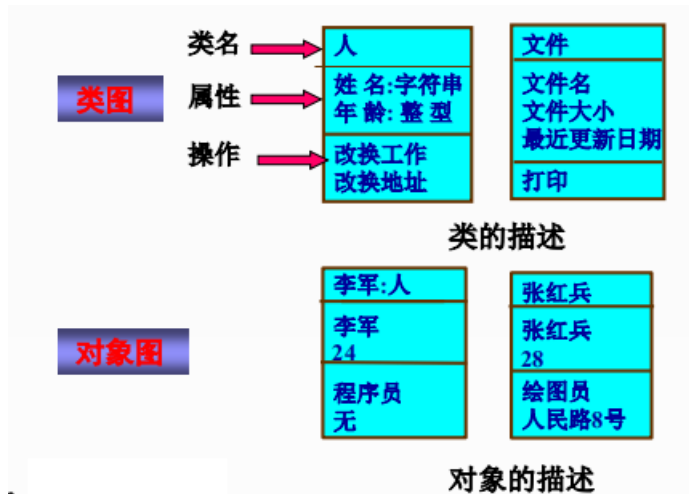 类图
类名
属性
操作
人
姓 名:字符串
年 龄: 整 型
改换工作
改换地址
文件
文件名
文件大小
最近更新日期
打印
类的描述
对象图
李军:人
李军
24
程序员
无
张红兵
张红兵
28
绘图员
人民路8号
对象的描述